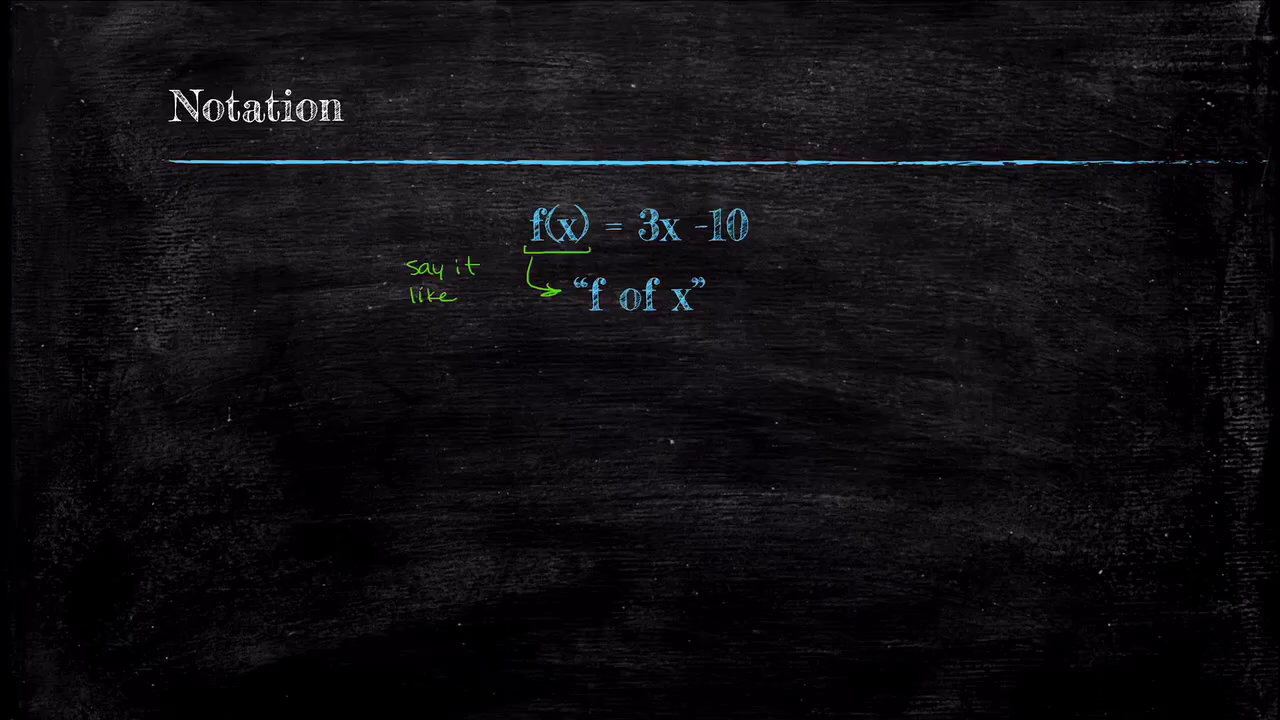 Notation
f(x) = 3x -10
say it
like
“f of x”